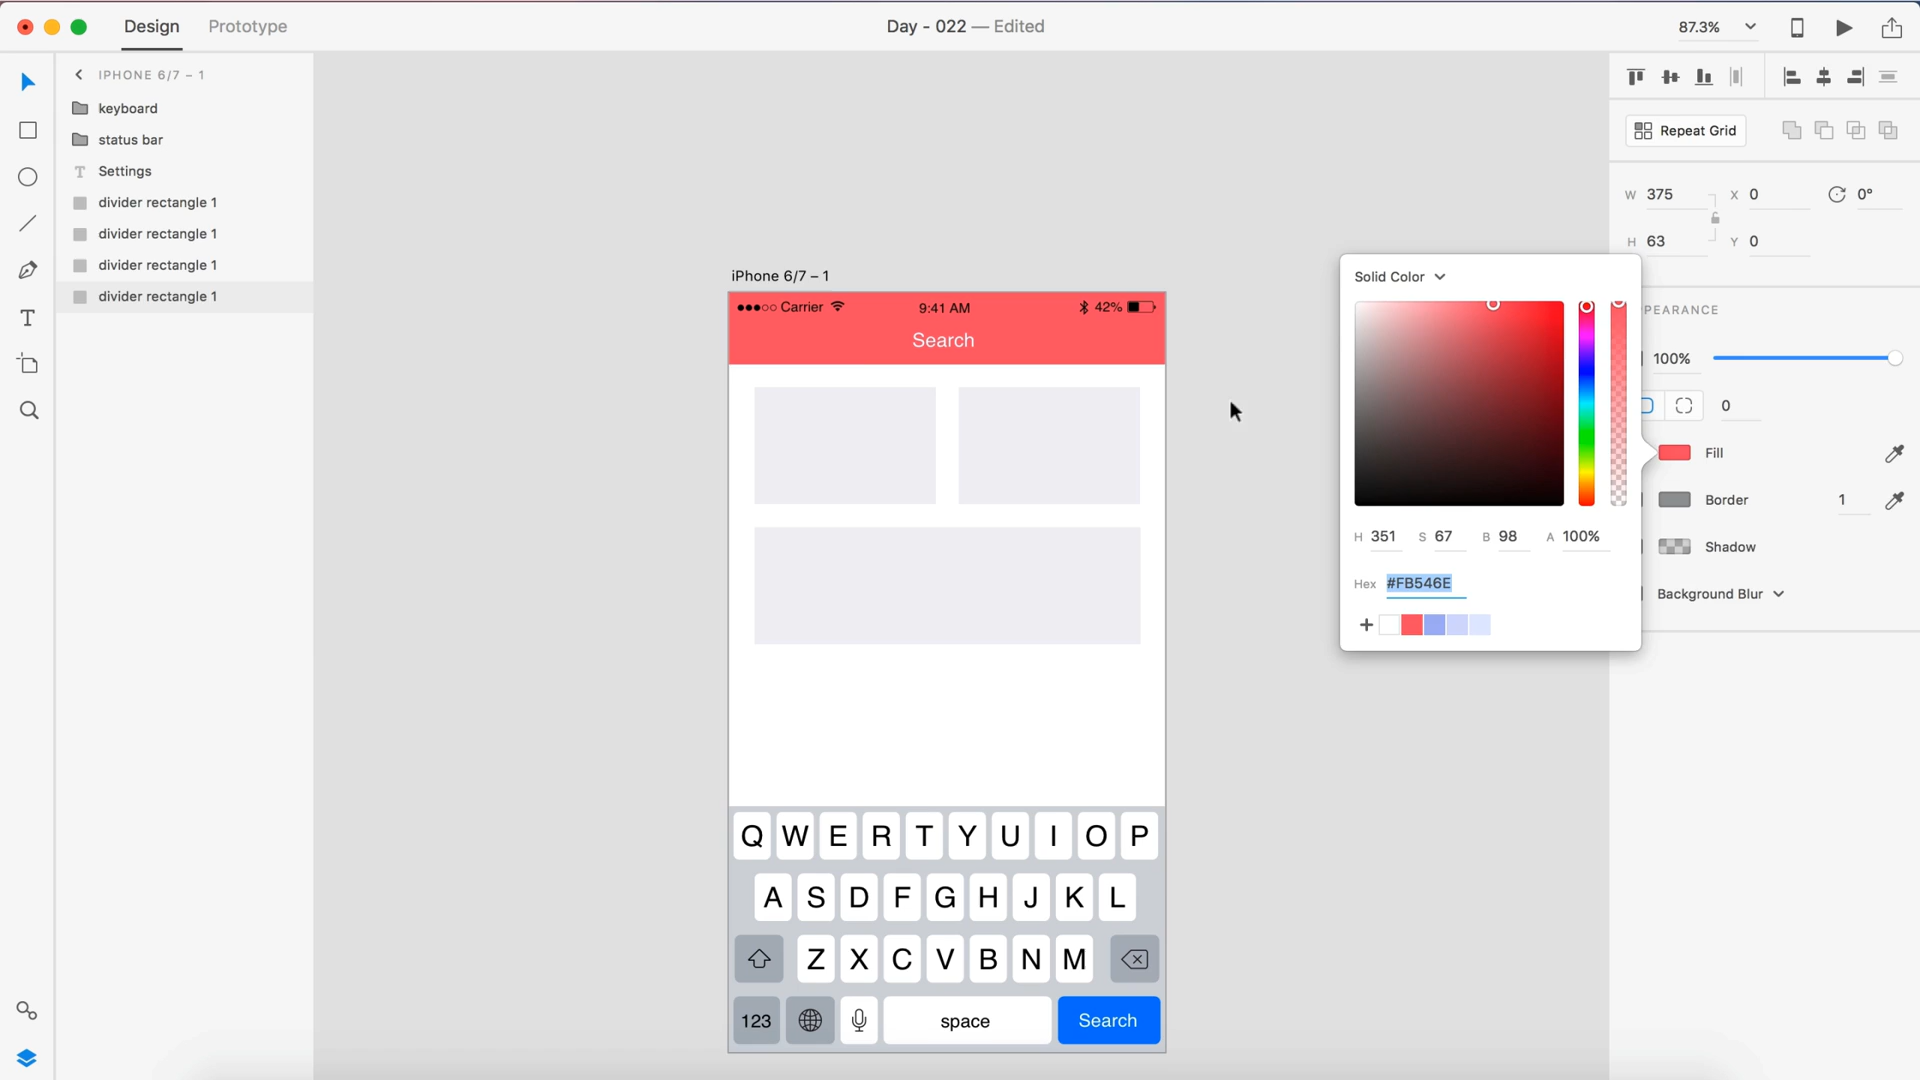 Design Prototype Day - 022 — Edited 87.3%
IPHONE 6/7 – 1
keyboard
status bar
T Settings
divider rectangle 1
divider rectangle 1
divider rectangle 1
divider rectangle 1
T
iPhone 6/7 – 1
Carrier 9:41 AM 42%
Search
Q W E R T Y U I O P
A S D F G H J K L
Z X C V B N M
123 space Search
Repeat Grid
W 375 X 0 0°
H 63 Y 0
Solid Color
H 351 S 67 B 98 A 100%
Hex #FB546E
+
PEARANCE
100%
0
Fill
Border 1
Shadow
Background Blur